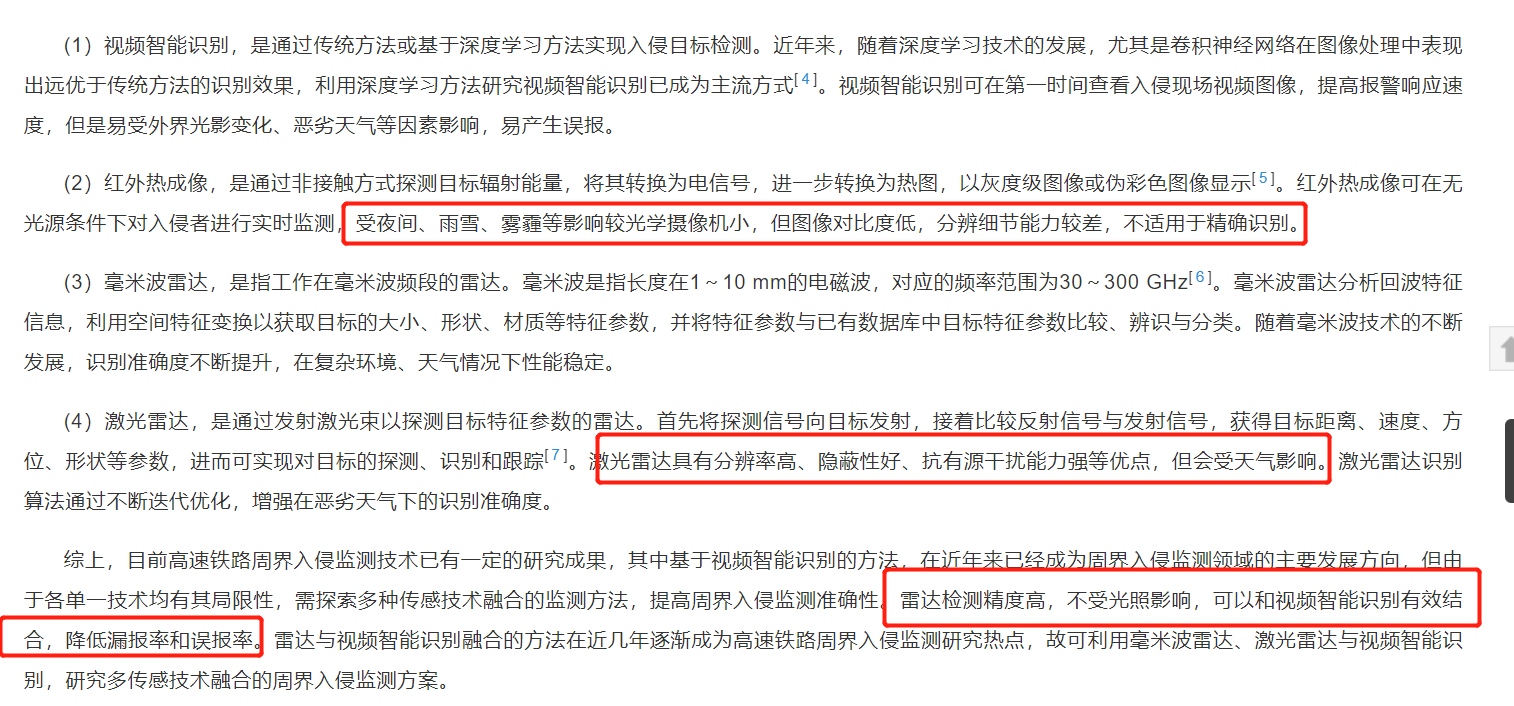 (1)视频智能识别，是通过传统方法或基于深度学习方法实现入侵目标检测。近年来，随着深度学习技术的发展，尤其是卷积神经网络在图像处理中表现
出远优于传统方法的识别效果，利用深度学习方法研究视频智能识别已成为主流方式[4]。视频智能识别可在第一时间查看入侵现场视频图像，提高报警响应速
度，但是易受外界光影变化、恶劣天气等因素影响，易产生误报。
(2)红外热成像，是通过非接触方式探测目标辐射能量，将其转换为电信号，进一步转换为热图，以灰度级图像或伪彩色图像显示[5]。红外热成像可在无
光源条件下对入侵者进行实时监测，受夜间、雨雪、雾霾等影响较光学摄像机小，但图像对比度低，分辨细节能力较差，不适用于精确识别。
(3)毫米波雷达，是指工作在毫米波频段的雷达。毫米波是指长度在1～10 mm的电磁波，对应的频率范围为30～300 GHz[6]。毫米波雷达分析回波特征
信息，利用空间特征变换以获取目标的大小、形状、材质等特征参数，并将特征参数与已有数据库中目标特征参数比较、辨识与分类。随着毫米波技术的不断
发展，识别准确度不断提升，在复杂环境、天气情况下性能稳定。
(4)激光雷达，是通过发射激光束以探测目标特征参数的雷达。首先将探测信号向目标发射，接着比较反射信号与发射信号，获得目标距离、速度、方
位、形状等参数，进而可实现对目标的探测、识别和跟踪[7]。激光雷达具有分辨率高、隐蔽性好、抗有源干扰能力强等优点，但会受天气影响。激光雷达识别
算法通过不断迭代优化，增强在恶劣天气下的识别准确度。
综上，目前高速铁路周界入侵监测技术已有一定的研究成果，其中基于视频智能识别的方法，在近年来已经成为周界入侵监测领域的主要发展方向，但由
于各单一技术均有其局限性，需探索多种传感技术融合的监测方法，提高周界入侵监测准确性。雷达检测精度高，不受光照影响，可以和视频智能识别有效结
合，降低漏报率和误报率。雷达与视频智能识别融合的方法在近几年逐渐成为高速铁路周界入侵监测研究热点，故可利用毫米波雷达、激光雷达与视频智能识
别，研究多传感技术融合的周界入侵监测方案。